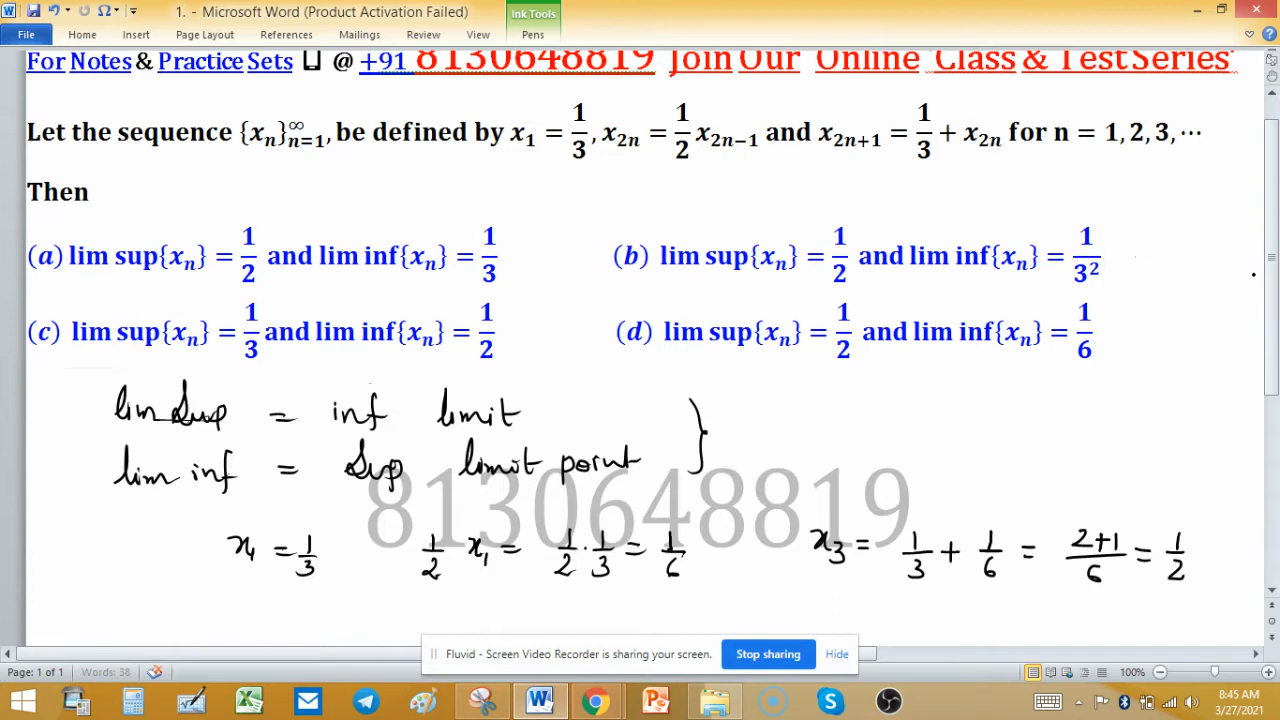 1. - Microsoft Word (Product Activation Failed)
Ink Tools
File Home Insert Page Layout References Mailings Review View Pens
For Notes & Practice Sets @ +91 8130648819 Join Our Online Class & Test Series
Let the sequence {xₙ}∞ₙ₌₁, be defined by x₁ = 1/3, x₂ₙ = 1/2 x₂ₙ₋₁ and x₂ₙ₊₁ = 1/3 + x₂ₙ for n = 1, 2, 3, ⋯
Then
(a) lim sup{xₙ} = 1/2 and lim inf{xₙ} = 1/3 (b) lim sup{xₙ} = 1/2 and lim inf{xₙ} = 1/3²
(c) lim sup{xₙ} = 1/3 and lim inf{xₙ} = 1/2 (d) lim sup{xₙ} = 1/2 and lim inf{xₙ} = 1/6
lim Sup = inf limit
lim inf = Sup limit point
8130648819
x₁ = 1/3 1/2 x₁ = 1/2 · 1/3 = 1/6 x₃ = 1/3 + 1/6 = 2+1/6 = 1/2
Fluvid - Screen Video Recorder is sharing your screen. Stop sharing Hide
Page: 1 of 1 Words: 38 100%
8:45 AM
3/27/2021